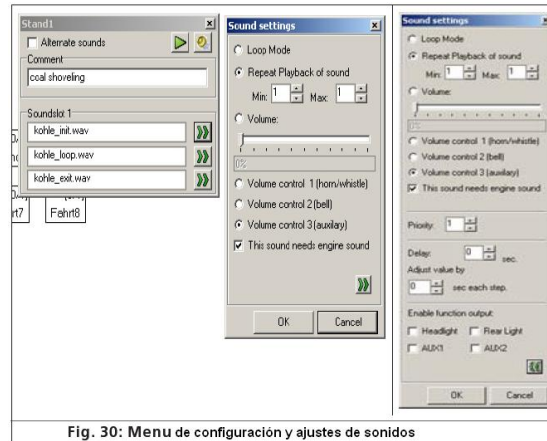 Stand1
Alternate sounds
Comment
coal shoveling
Soundslot 1
kohle_init.wav
kohle_loop.wav
kohle_exit.wav
rt7
Fahrt8
Sound settings
Loop Mode
Repeat Playback of sound
Min: 1 Max: 1
Volume:
0%
Volume control 1 (horn/whistle)
Volume control 2 (bell)
Volume control 3 (auxilary)
This sound needs engine sound
OK Cancel
Sound settings
Loop Mode
Repeat Playback of sound
Min: 1 Max: 1
Volume:
0%
Volume control 1 (horn/whistle)
Volume control 2 (bell)
Volume control 3 (auxilary)
This sound needs engine sound
Priority: 1
Delay: 0 sec.
Adjust value by
0 sec each step.
Enable function output:
Headlight Rear Light
AUX1 AUX2
OK Cancel
Fig. 30: Menu de configuración y ajustes de sonidos